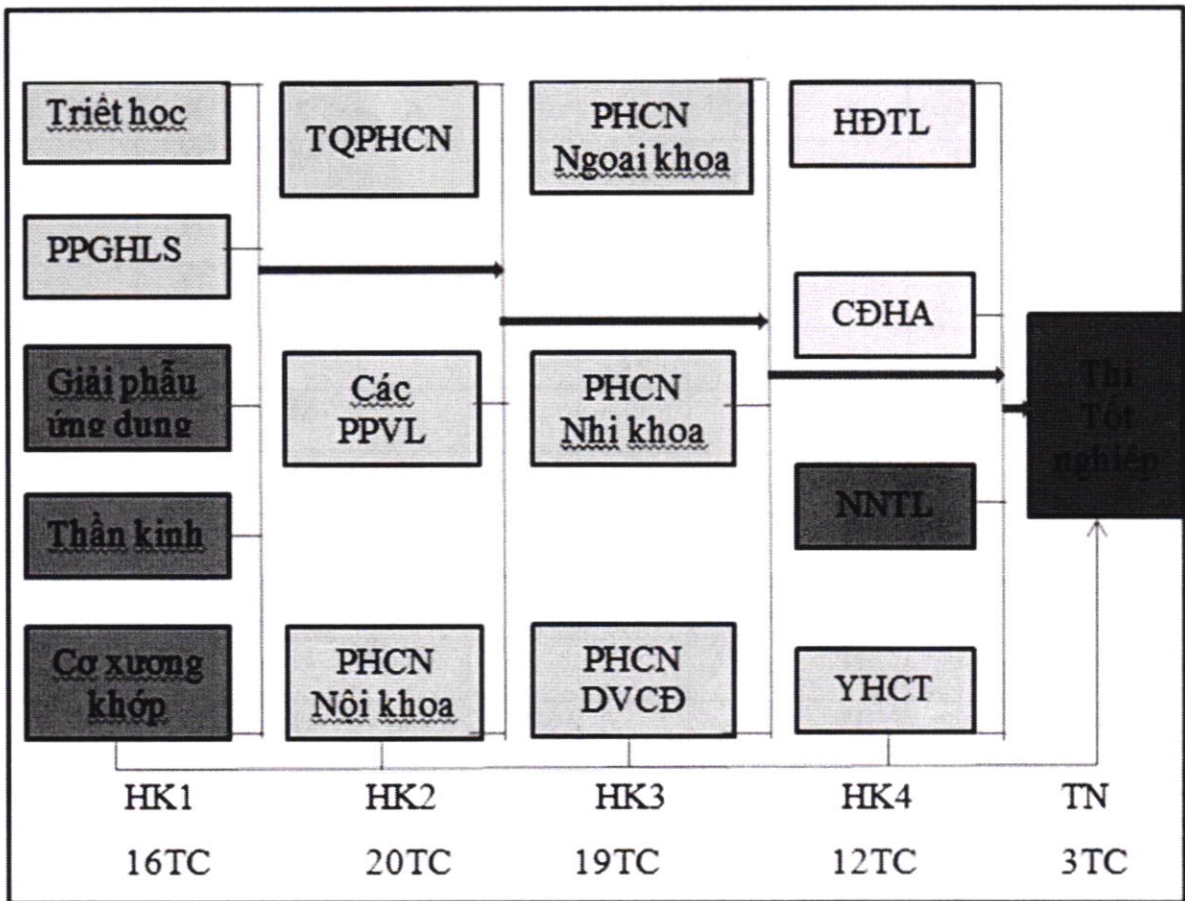 Triết học
PPGHLS
Giải phẫu
ứng dụng
Thần kinh
Cơ xương
khớp
TQPHCN
Các
PPVL
PHCN
Nội khoa
PHCN
Ngoại khoa
PHCN
Nhi khoa
PHCN
DVCĐ
HĐTL
CĐHA
NNTL
YHCT
Thi
Tốt
nghiệp
HK1 HK2 HK3 HK4 TN
16TC 20TC 19TC 12TC 3TC